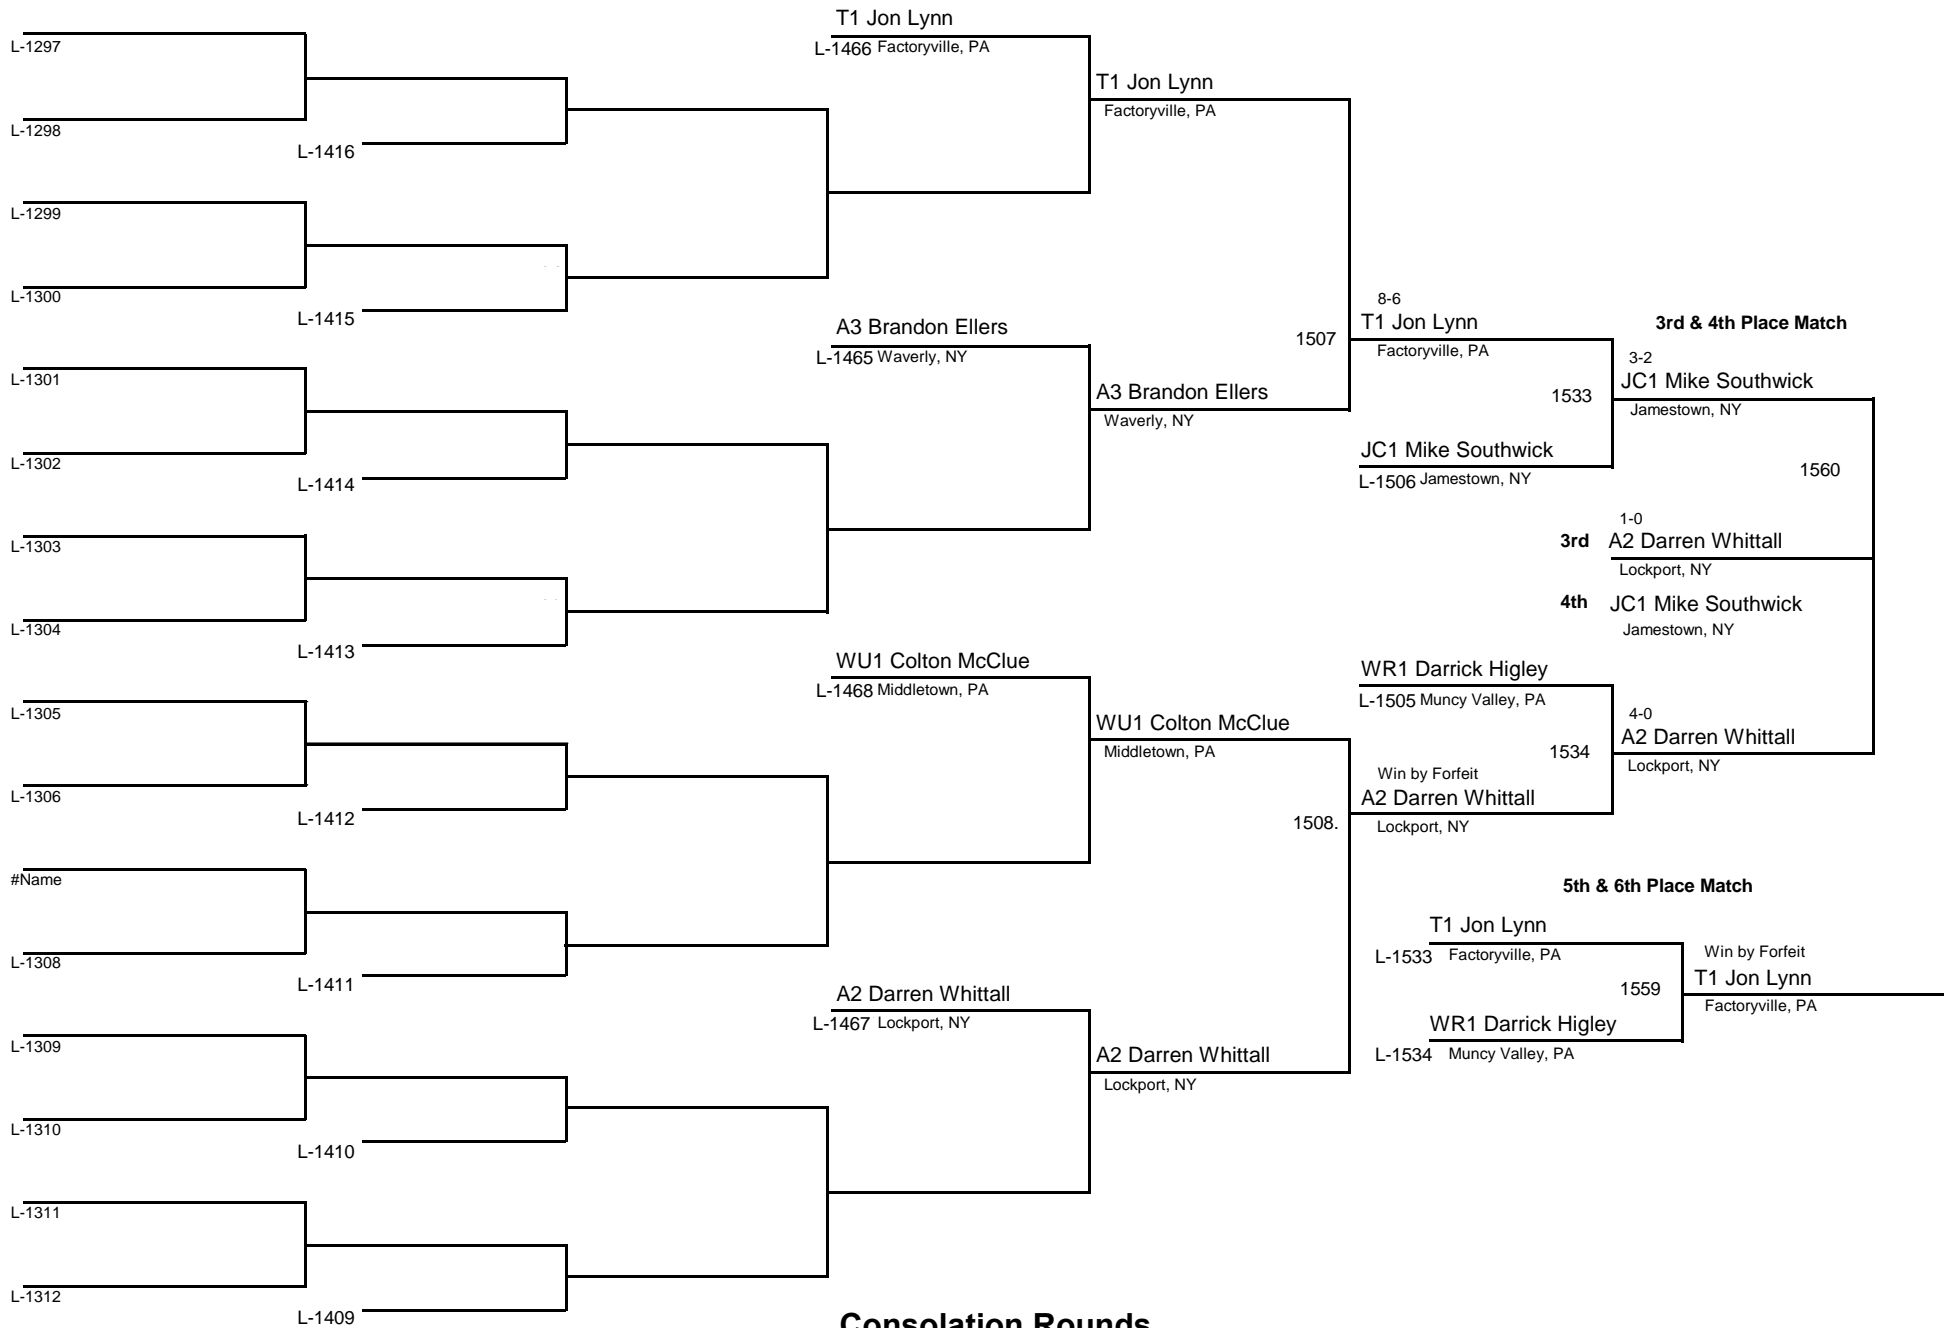 L-1297
L-1298
L-1416
L-1299
L-1300
L-1415
L-1301
L-1302
L-1414
L-1303
L-1304
L-1413
L-1305
L-1306
L-1412
#Name
L-1308
L-1411
L-1309
L-1310
L-1410
L-1311
L-1312
L-1409
T1 Jon Lynn
L-1466 Factoryville, PA
A3 Brandon Ellers
L-1465 Waverly, NY
WU1 Colton McClue
L-1468 Middletown, PA
A2 Darren Whittall
L-1467 Lockport, NY
T1 Jon Lynn
Factoryville, PA
1507
A3 Brandon Ellers
Waverly, NY
WU1 Colton McClue
Middletown, PA
1508.
A2 Darren Whittall
Lockport, NY
8-6
T1 Jon Lynn
Factoryville, PA
1533
JC1 Mike Southwick
L-1506 Jamestown, NY
WR1 Darrick Higley
L-1505 Muncy Valley, PA
1534
Win by Forfeit
A2 Darren Whittall
Lockport, NY
3rd & 4th Place Match
3-2
JC1 Mike Southwick
Jamestown, NY
1560
1-0
3rd A2 Darren Whittall
Lockport, NY
4th JC1 Mike Southwick
Jamestown, NY
4-0
A2 Darren Whittall
Lockport, NY
5th & 6th Place Match
T1 Jon Lynn
L-1533 Factoryville, PA
1559
WR1 Darrick Higley
L-1534 Muncy Valley, PA
Win by Forfeit
T1 Jon Lynn
Factoryville, PA
Consolation Rounds